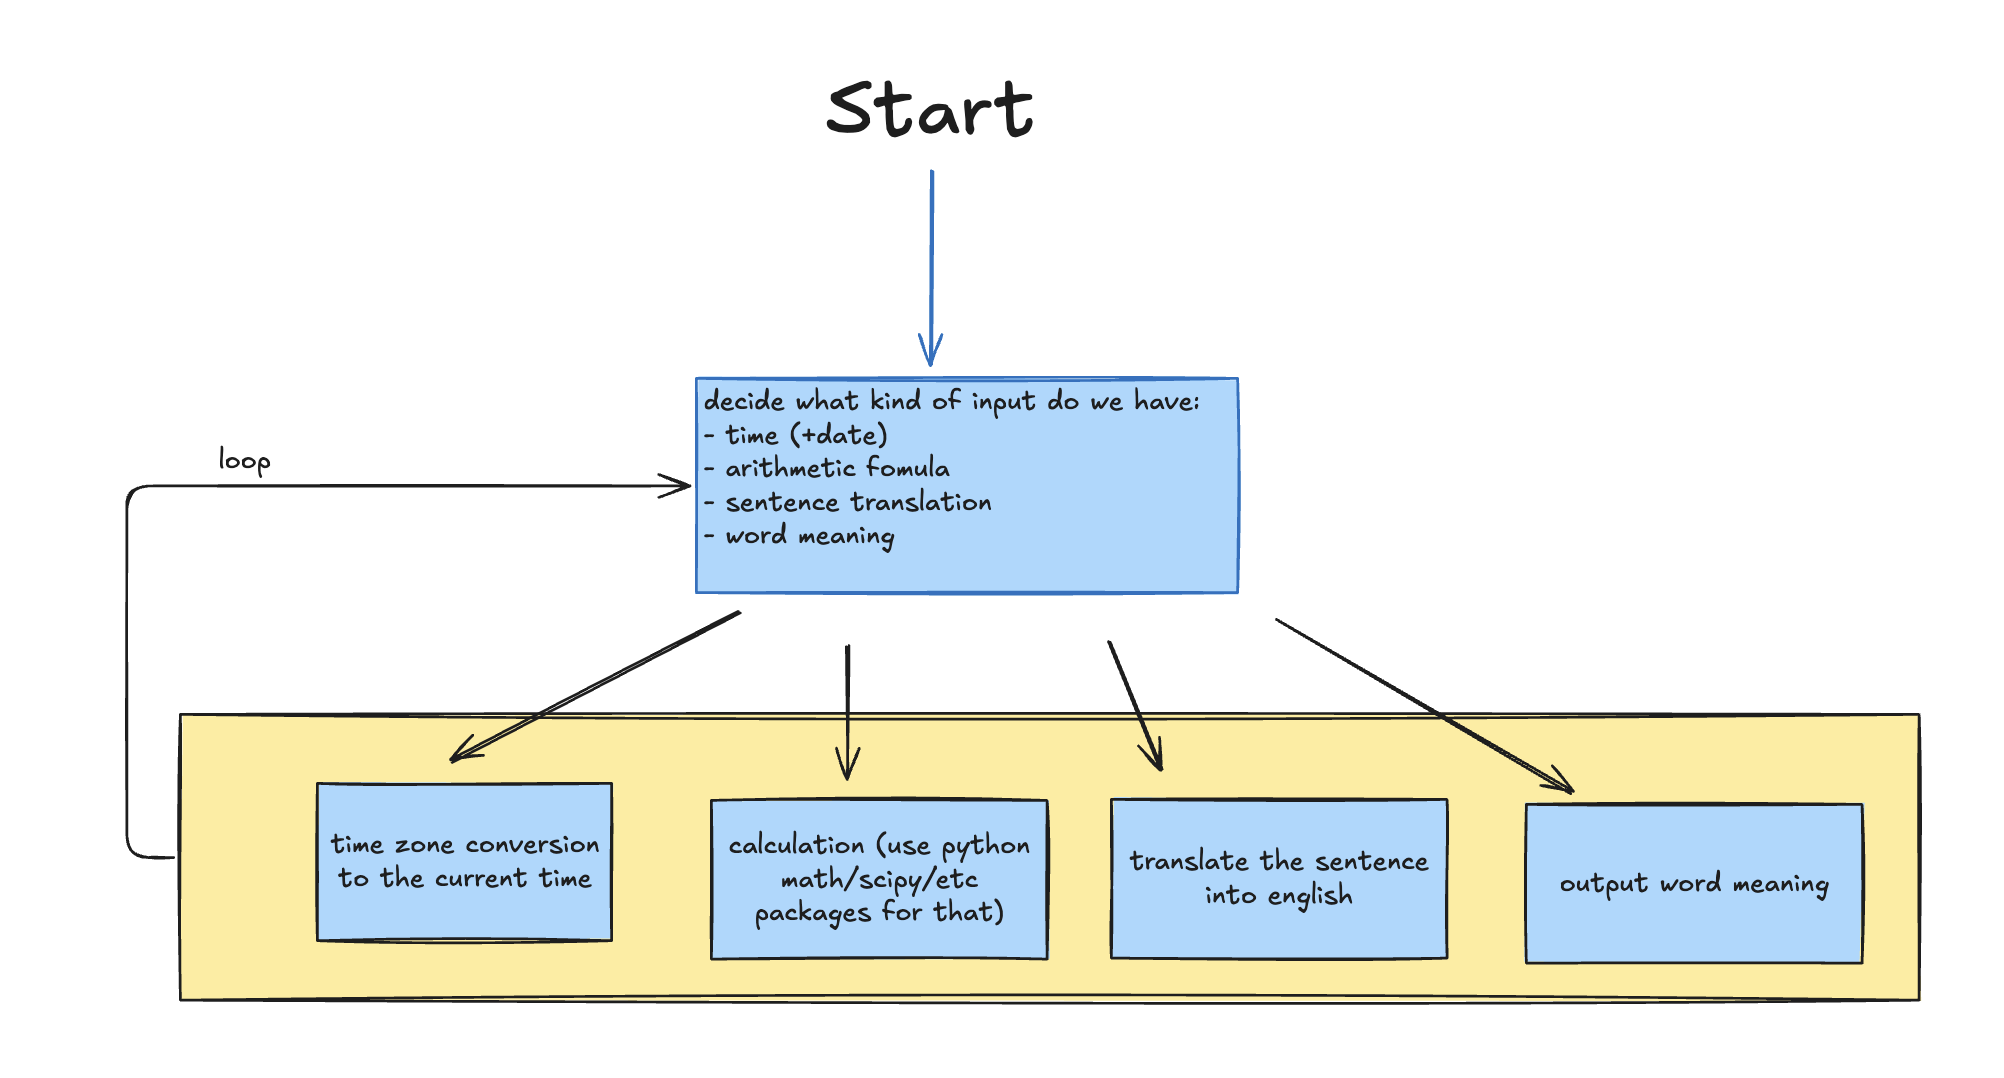 Start
decide what kind of input do we have:
- time (+date)
- arithmetic fomula
- sentence translation
- word meaning
loop
time zone conversion
to the current time
calculation (use python
math/scipy/etc
packages for that)
translate the sentence
into english
output word meaning